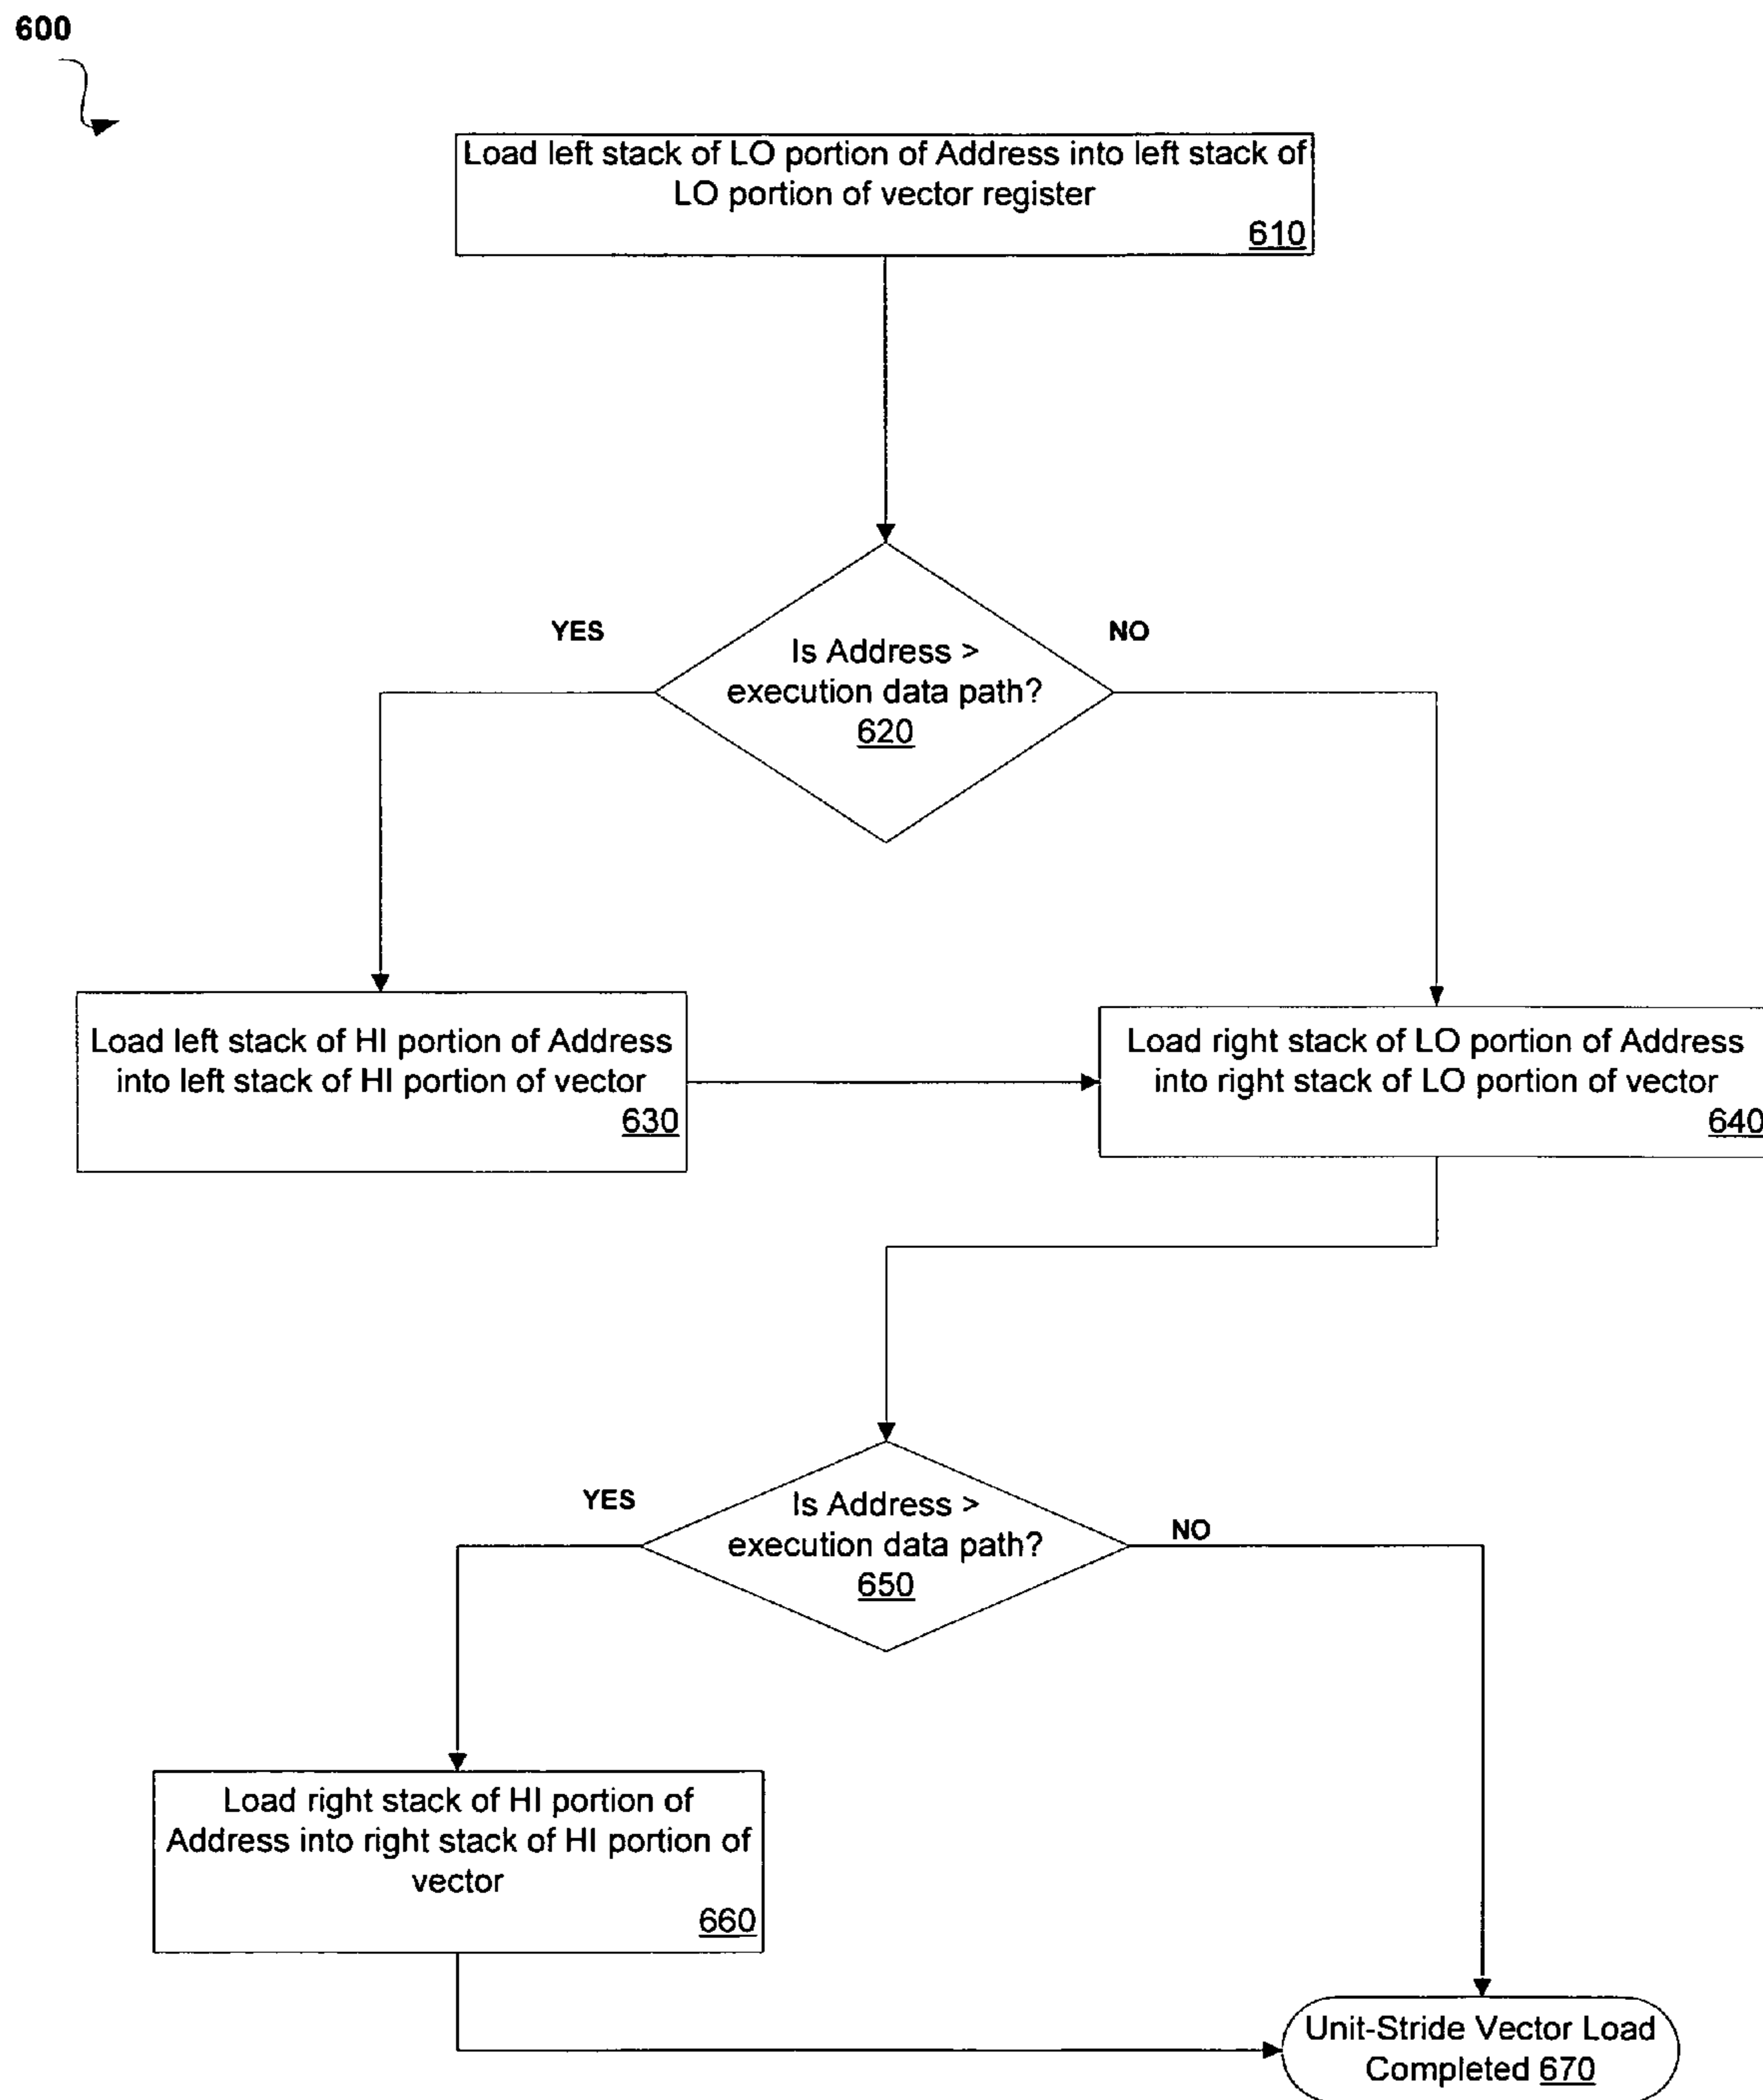 600
Load left stack of LO portion of Address into left stack of
LO portion of vector register
610
YES
NO
Is Address >
execution data path?
620
Load left stack of HI portion of Address
into left stack of HI portion of vector
630
Load right stack of LO portion of Address
into right stack of LO portion of vector
640
YES
NO
Is Address >
execution data path?
650
Load right stack of HI portion of
Address into right stack of HI portion of
vector
660
Unit-Stride Vector Load
Completed 670